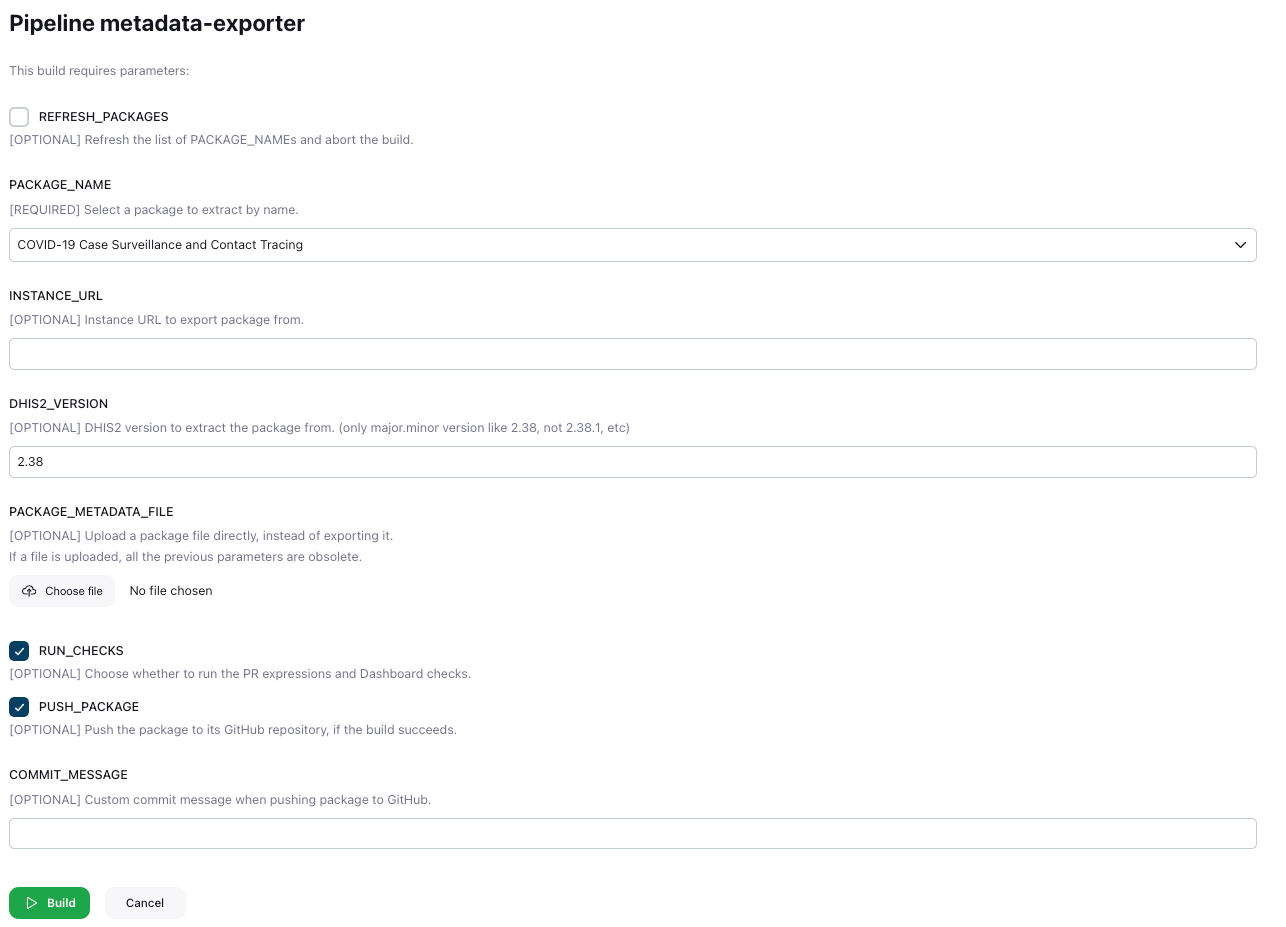 Pipeline metadata-exporter
This build requires parameters:
REFRESH_PACKAGES
[OPTIONAL] Refresh the list of PACKAGE_NAMEs and abort the build.
PACKAGE_NAME
[REQUIRED] Select a package to extract by name.
COVID-19 Case Surveillance and Contact Tracing
INSTANCE_URL
[OPTIONAL] Instance URL to export package from.
DHIS2_VERSION
[OPTIONAL] DHIS2 version to extract the package from. (only major.minor version like 2.38, not 2.38.1, etc)
2.38
PACKAGE_METADATA_FILE
[OPTIONAL] Upload a package file directly, instead of exporting it.
If a file is uploaded, all the previous parameters are obsolete.
Choose file No file chosen
RUN_CHECKS
[OPTIONAL] Choose whether to run the PR expressions and Dashboard checks.
PUSH_PACKAGE
[OPTIONAL] Push the package to its GitHub repository, if the build succeeds.
COMMIT_MESSAGE
[OPTIONAL] Custom commit message when pushing package to GitHub.
Build Cancel